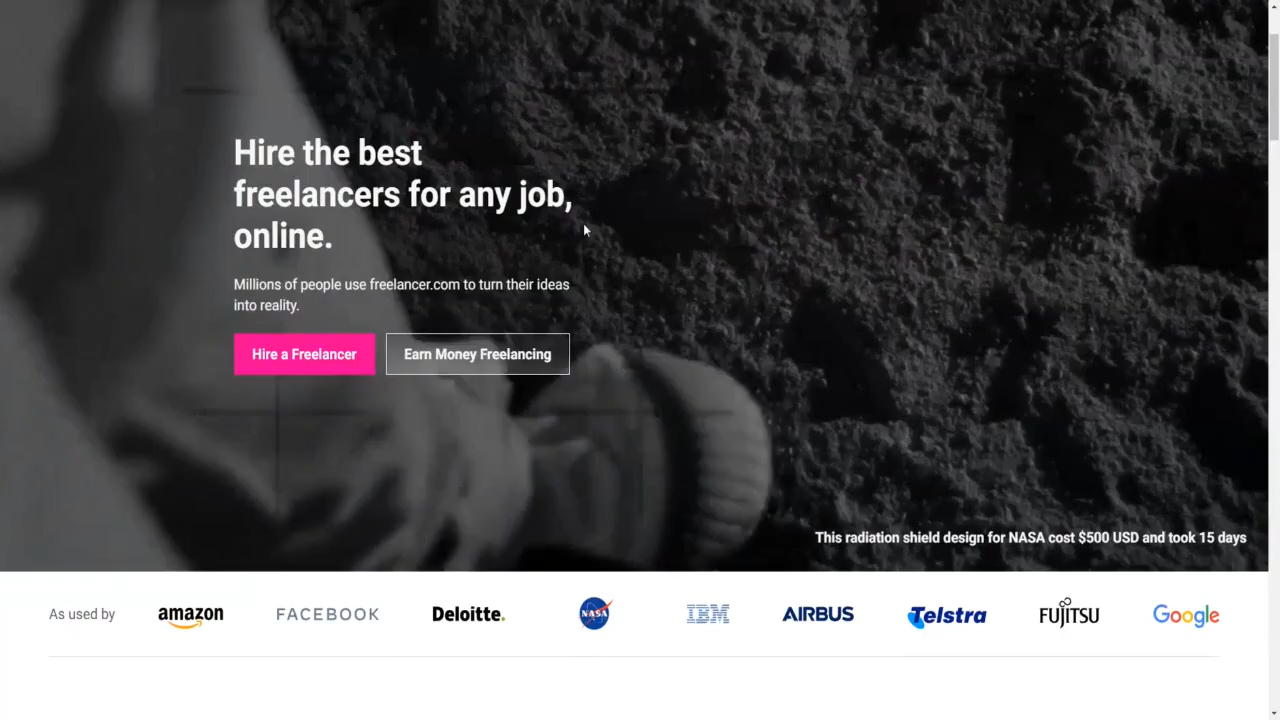 Hire the best
freelancers for any job,
online.
Millions of people use freelancer.com to turn their ideas
into reality.
Hire a Freelancer
Earn Money Freelancing
This radiation shield design for NASA cost $500 USD and took 15 days
As used by
amazon
FACEBOOK
Deloitte.
NASA
IBM
AIRBUS
Telstra
FUJITSU
Google